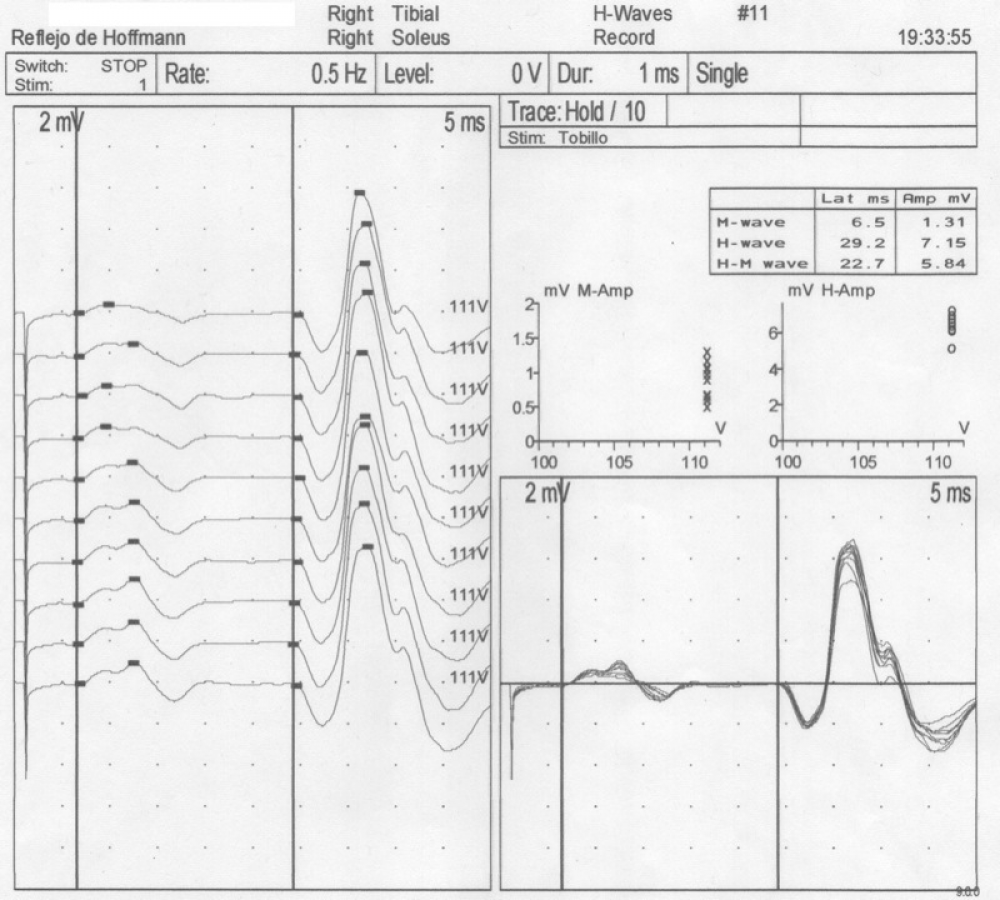 Right Tibial H-Waves #11
Reflejo de Hoffmann Right Soleus Record 19:33:55
Switch: STOP
Stim: 1
Rate: 0.5 Hz Level: 0 V Dur: 1 ms Single
2 mV 5 ms
Trace: Hold / 10
Stim: Tobillo
Lat ms Amp mV
M-wave 6.5 1.31
H-wave 29.2 7.15
H-M wave 22.7 5.84
111V
111V
111V
111V
111V
111V
111V
111V
111V
111V
mV M-Amp
2
1.5
1
0.5
0
V
100 105 110
mV H-Amp
6
4
2
0
V
100 105 110
2 mV 5 ms
9.0.0